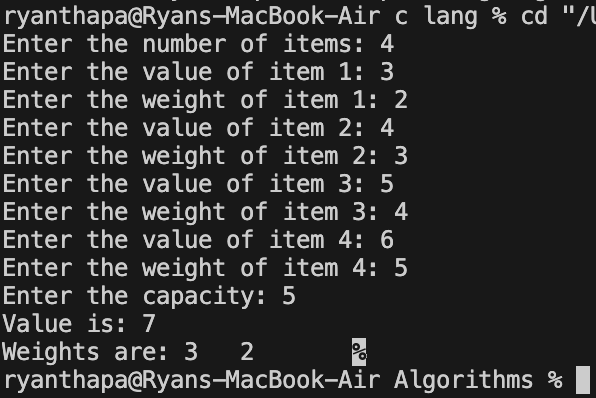 ryanthapa@Ryans-MacBook-Air c lang % cd "/U
Enter the number of items: 4
Enter the value of item 1: 3
Enter the weight of item 1: 2
Enter the value of item 2: 4
Enter the weight of item 2: 3
Enter the value of item 3: 5
Enter the weight of item 3: 4
Enter the value of item 4: 6
Enter the weight of item 4: 5
Enter the capacity: 5
Value is: 7
Weights are: 3   2       %
ryanthapa@Ryans-MacBook-Air Algorithms %